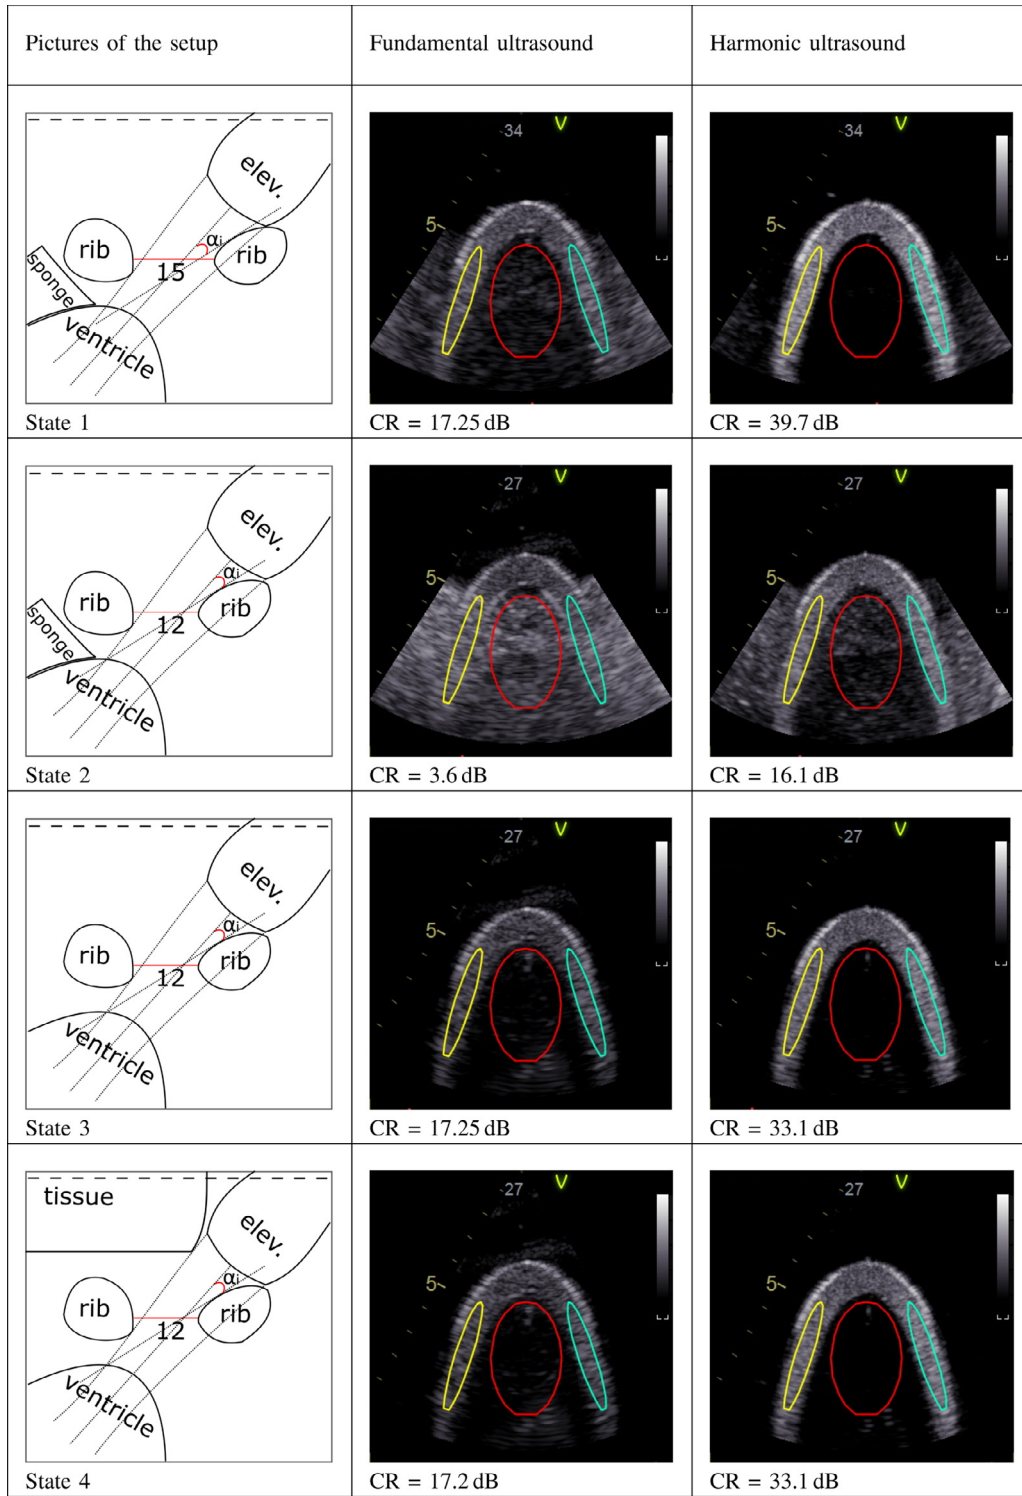 Pictures of the setup
Fundamental ultrasound
Harmonic ultrasound
elev.
αi
rib
rib
15
sponge
ventricle
State 1
34
V
5
CR = 17.25 dB
34
V
5
CR = 39.7 dB
elev.
αi
rib
rib
12
sponge
ventricle
State 2
27
V
5
CR = 3.6 dB
27
V
5
CR = 16.1 dB
elev.
αi
rib
rib
12
ventricle
State 3
27
V
5
CR = 17.25 dB
27
V
5
CR = 33.1 dB
tissue
elev.
αi
rib
rib
12
ventricle
State 4
27
V
5
CR = 17.2 dB
27
V
5
CR = 33.1 dB